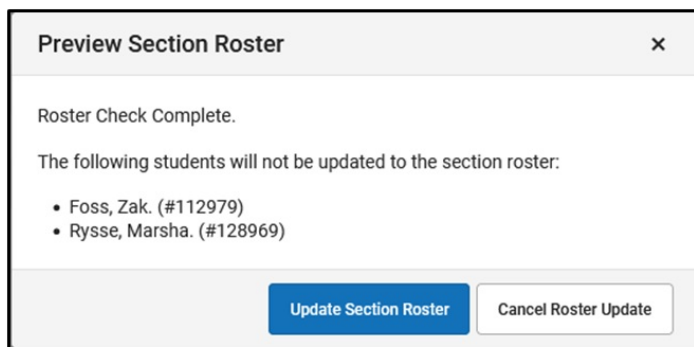 Preview Section Roster ×
Roster Check Complete.
The following students will not be updated to the section roster:
• Foss, Zak. (#112979)
• Rysse, Marsha. (#128969)
Update Section Roster Cancel Roster Update